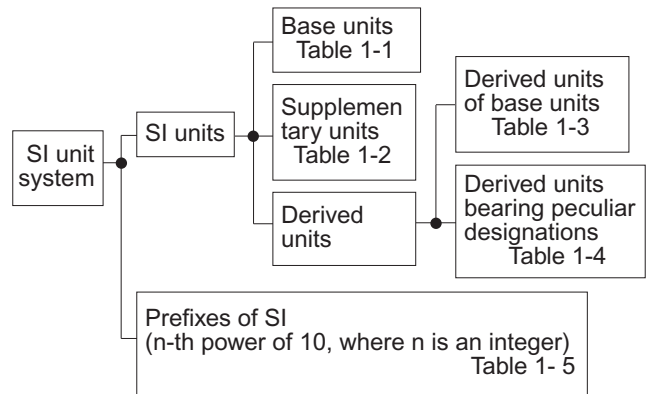 SI unit
system
SI units
Base units
Table 1-1
Supplemen
tary units
Table 1-2
Derived
units
Derived units
of base units
Table 1-3
Derived units
bearing peculiar
designations
Table 1-4
Prefixes of SI
(n-th power of 10, where n is an integer)
Table 1- 5